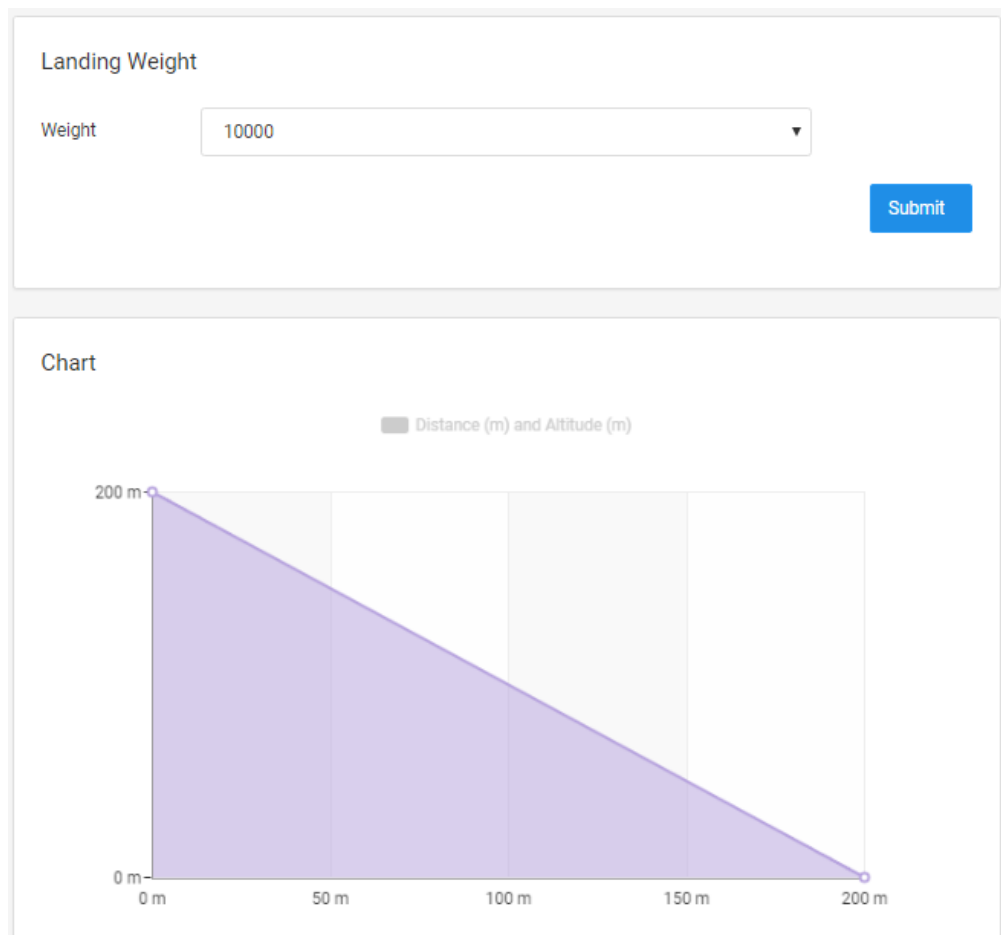 Landing Weight
Weight 10000 ▼
Submit
Chart
Distance (m) and Altitude (m)
200 m
0 m
0 m 50 m 100 m 150 m 200 m